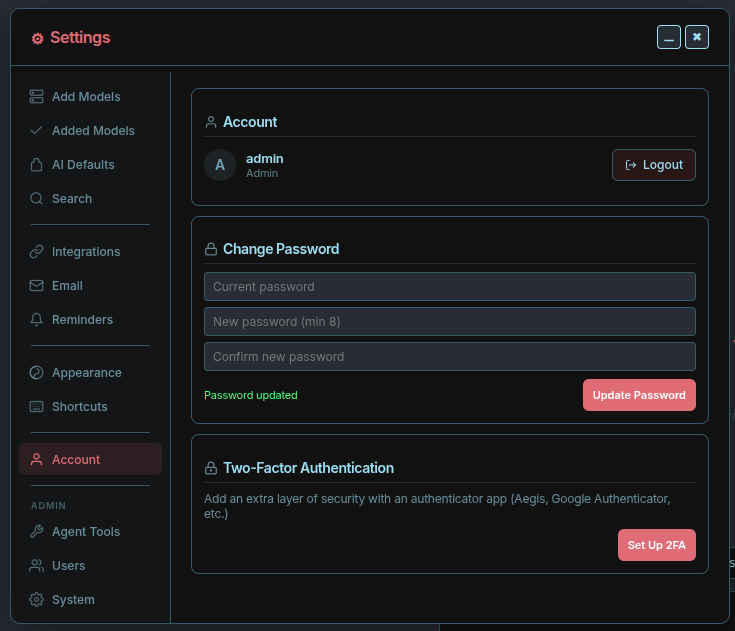 Settings
Add Models
Added Models
AI Defaults
Search
Integrations
Email
Reminders
Appearance
Shortcuts
Account
ADMIN
Agent Tools
Users
System
Account
A
admin
Admin
Logout
Change Password
Current password
New password (min 8)
Confirm new password
Password updated
Update Password
Two-Factor Authentication
Add an extra layer of security with an authenticator app (Aegis, Google Authenticator,
etc.)
Set Up 2FA